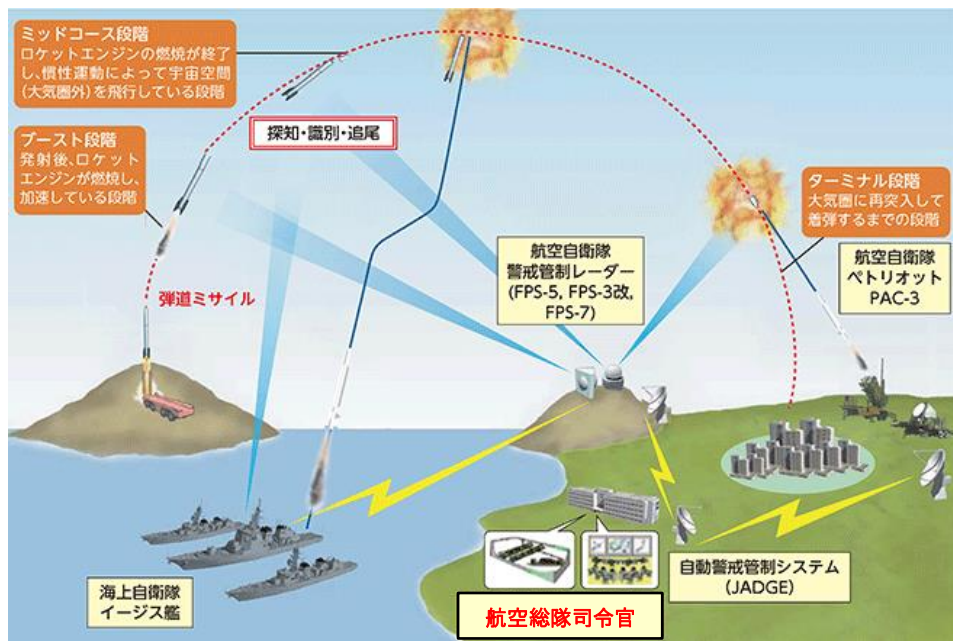 ミッドコース段階
ロケットエンジンの燃焼が終了
し、慣性運動によって宇宙空間
(大気圏外)を飛行している段階
探知・識別・追尾
ブースト段階
発射後、ロケット
エンジンが燃焼し、
加速している段階
ターミナル段階
大気圏に再突入して
着弾するまでの段階
航空自衛隊
警戒管制レーダー
(FPS-5, FPS-3改,
FPS-7)
航空自衛隊
ペトリオット
PAC-3
弾道ミサイル
海上自衛隊
イージス艦
自動警戒管制システム
(JADGE)
航空総隊司令官